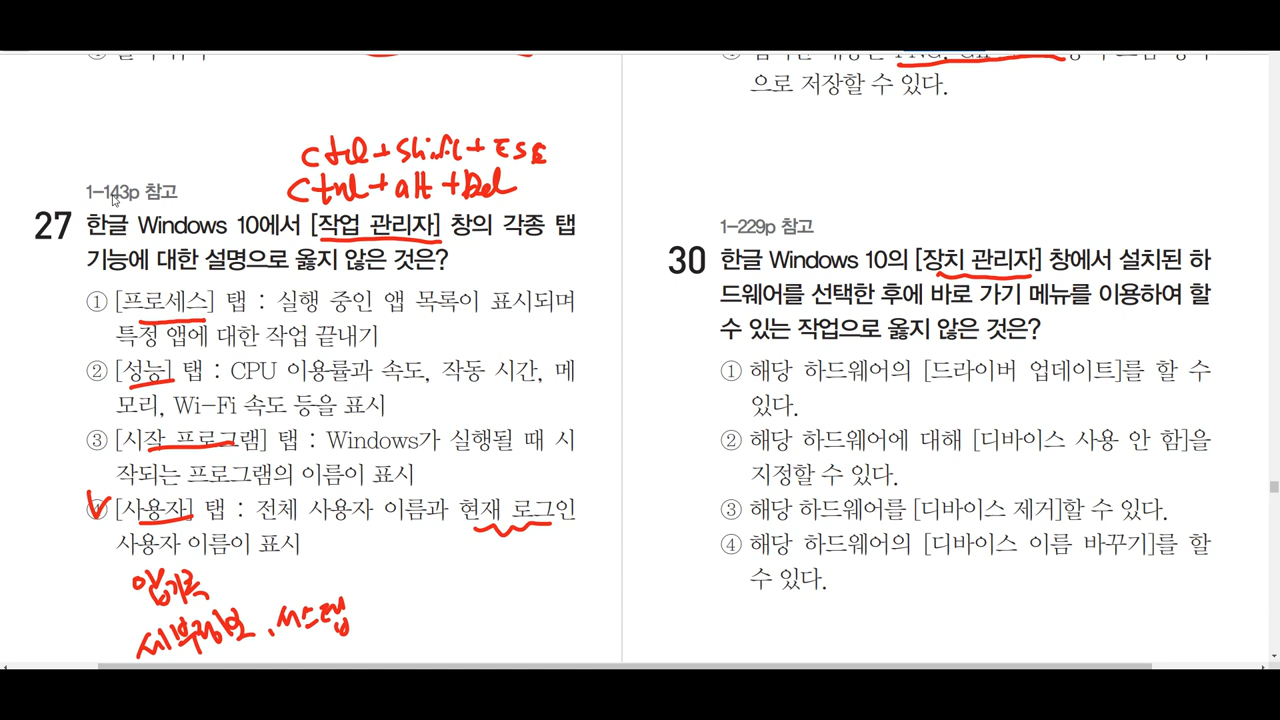 Ctrl+Shift+ESC
Ctrl+alt+Del
1-143p 참고
27 한글 Windows 10에서 [작업 관리자] 창의 각종 탭
기능에 대한 설명으로 옳지 않은 것은?
① [프로세스] 탭 : 실행 중인 앱 목록이 표시되며
특정 앱에 대한 작업 끝내기
② [성능] 탭 : CPU 이용률과 속도, 작동 시간, 메
모리, Wi-Fi 속도 등을 표시
③ [시작 프로그램] 탭 : Windows가 실행될 때 시
작되는 프로그램의 이름이 표시
④ [사용자] 탭 : 전체 사용자 이름과 현재 로그인
사용자 이름이 표시
앱기록
세부정보, 서비스탭
으로 저장할 수 있다.
1-229p 참고
30 한글 Windows 10의 [장치 관리자] 창에서 설치된 하
드웨어를 선택한 후에 바로 가기 메뉴를 이용하여 할
수 있는 작업으로 옳지 않은 것은?
① 해당 하드웨어의 [드라이버 업데이트]를 할 수
있다.
② 해당 하드웨어에 대해 [디바이스 사용 안 함]을
지정할 수 있다.
③ 해당 하드웨어를 [디바이스 제거]할 수 있다.
④ 해당 하드웨어의 [디바이스 이름 바꾸기]를 할
수 있다.